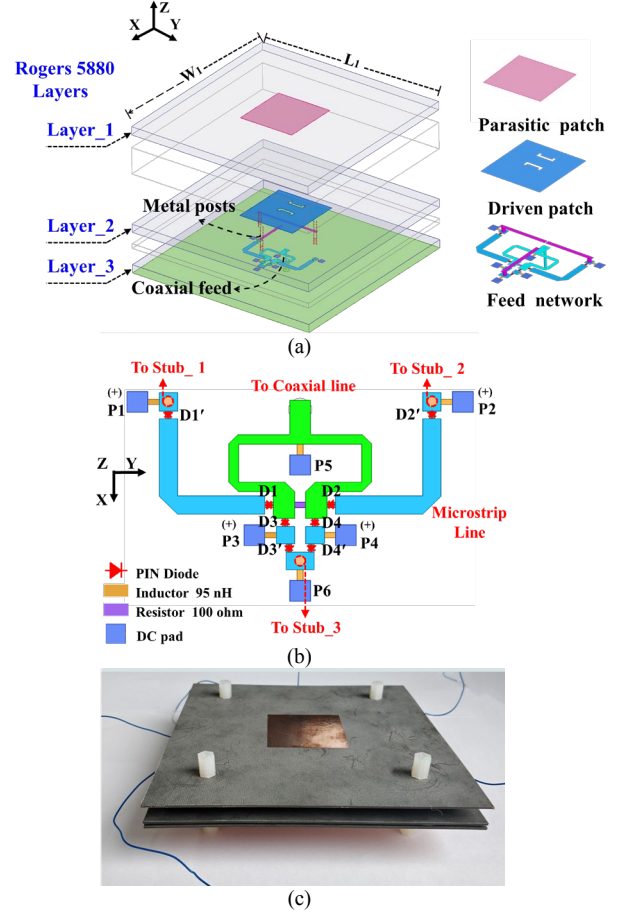 Z
X Y
Rogers 5880
Layers
W1
L1
Layer_1
Parasitic patch
Metal posts
Layer_2
Driven patch
Layer_3
Coaxial feed
Feed network
(a)
To Stub_ 1
To Stub_ 2
To Coaxial line
(+)
(+)
P1
D1′
D2′
P2
Z Y
X
P5
D1 D2
D3 D4
Microstrip
Line
(+)
(+)
P3
P4
D3′ D4′
PIN Diode
Inductor 95 nH
P6
Resistor 100 ohm
To Stub_3
DC pad
(b)
(c)